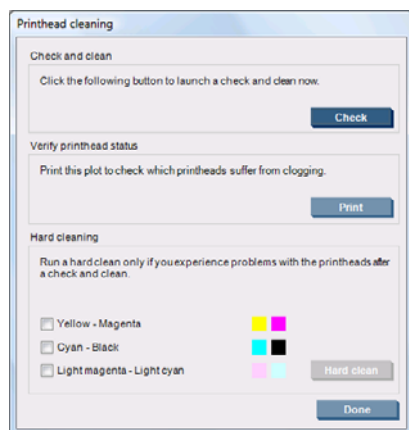 Printhead cleaning
Check and clean
Click the following button to launch a check and clean now.
Check
Verify printhead status
Print this plot to check which printheads suffer from clogging.
Print
Hard cleaning
Run a hard clean only if you experience problems with the printheads after
a check and clean.
Yellow - Magenta
Cyan - Black
Light magenta - Light cyan
Hard clean
Done